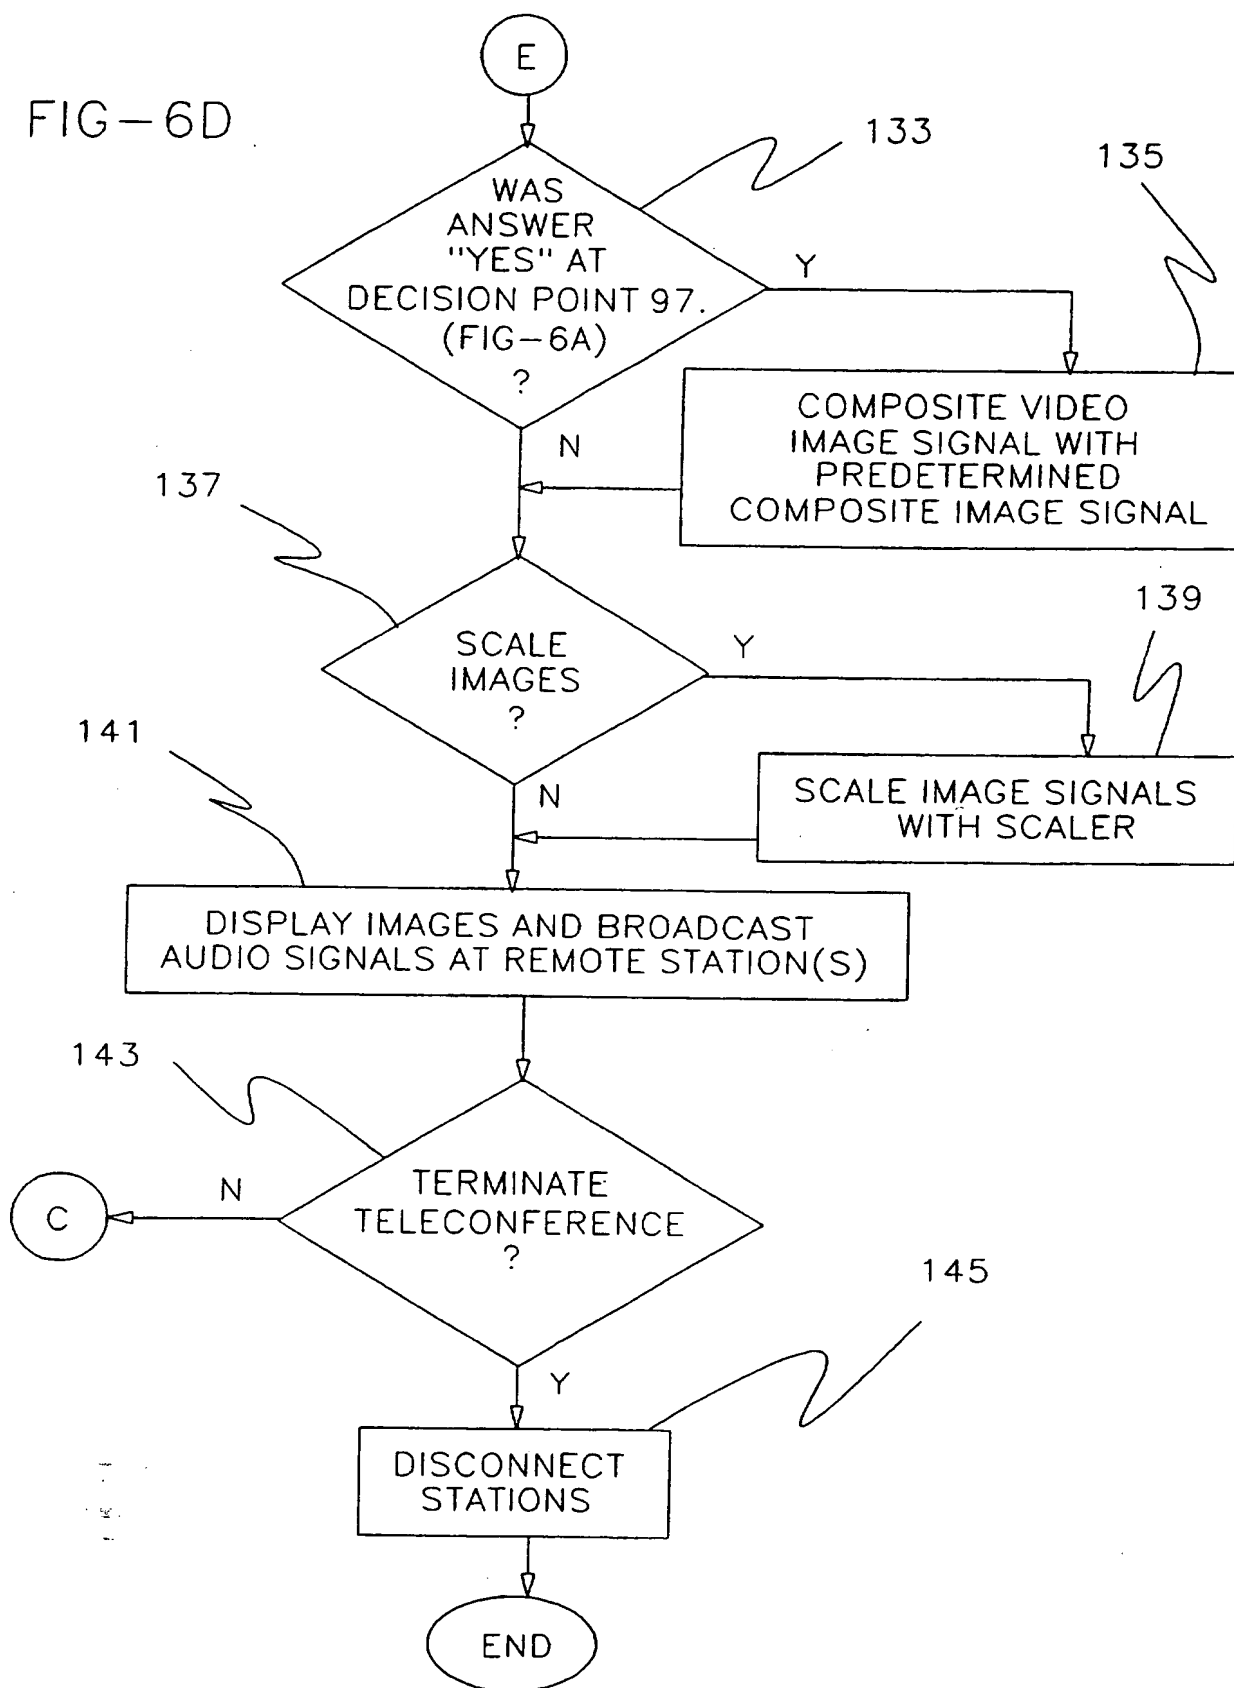 E
FIG-6D
133
135
WAS
ANSWER
"YES" AT
DECISION POINT 97.
(FIG-6A)
?
Y
N
COMPOSITE VIDEO
IMAGE SIGNAL WITH
PREDETERMINED
COMPOSITE IMAGE SIGNAL
137
139
SCALE
IMAGES
?
Y
N
SCALE IMAGE SIGNALS
WITH SCALER
141
DISPLAY IMAGES AND BROADCAST
AUDIO SIGNALS AT REMOTE STATION(S)
143
N
C
TERMINATE
TELECONFERENCE
?
Y
145
DISCONNECT
STATIONS
END